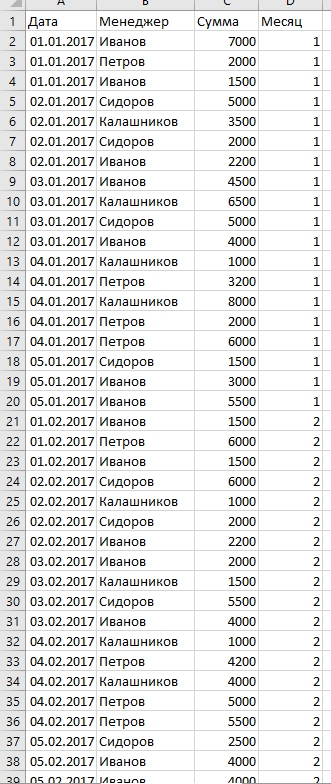 A B C D
1 Дата Менеджер Сумма Месяц
2 01.01.2017 Иванов 7000 1
3 01.01.2017 Петров 2000 1
4 01.01.2017 Иванов 1500 1
5 02.01.2017 Сидоров 5000 1
6 02.01.2017 Калашников 3500 1
7 02.01.2017 Сидоров 2000 1
8 02.01.2017 Иванов 2200 1
9 03.01.2017 Иванов 4500 1
10 03.01.2017 Калашников 6500 1
11 03.01.2017 Сидоров 5000 1
12 03.01.2017 Иванов 4000 1
13 04.01.2017 Калашников 1000 1
14 04.01.2017 Петров 3200 1
15 04.01.2017 Калашников 8000 1
16 04.01.2017 Петров 2000 1
17 04.01.2017 Петров 6000 1
18 05.01.2017 Сидоров 1500 1
19 05.01.2017 Иванов 3000 1
20 05.01.2017 Иванов 5500 1
21 01.02.2017 Иванов 1500 2
22 01.02.2017 Петров 6000 2
23 01.02.2017 Иванов 1500 2
24 02.02.2017 Сидоров 6000 2
25 02.02.2017 Калашников 1000 2
26 02.02.2017 Сидоров 2000 2
27 02.02.2017 Иванов 2200 2
28 03.02.2017 Иванов 2000 2
29 03.02.2017 Калашников 1500 2
30 03.02.2017 Сидоров 5500 2
31 03.02.2017 Иванов 4000 2
32 04.02.2017 Калашников 1000 2
33 04.02.2017 Петров 4200 2
34 04.02.2017 Калашников 4000 2
35 04.02.2017 Петров 5000 2
36 04.02.2017 Петров 5500 2
37 05.02.2017 Сидоров 2500 2
38 05.02.2017 Иванов 4000 2
39 05.02.2017 Иванов 4000 2